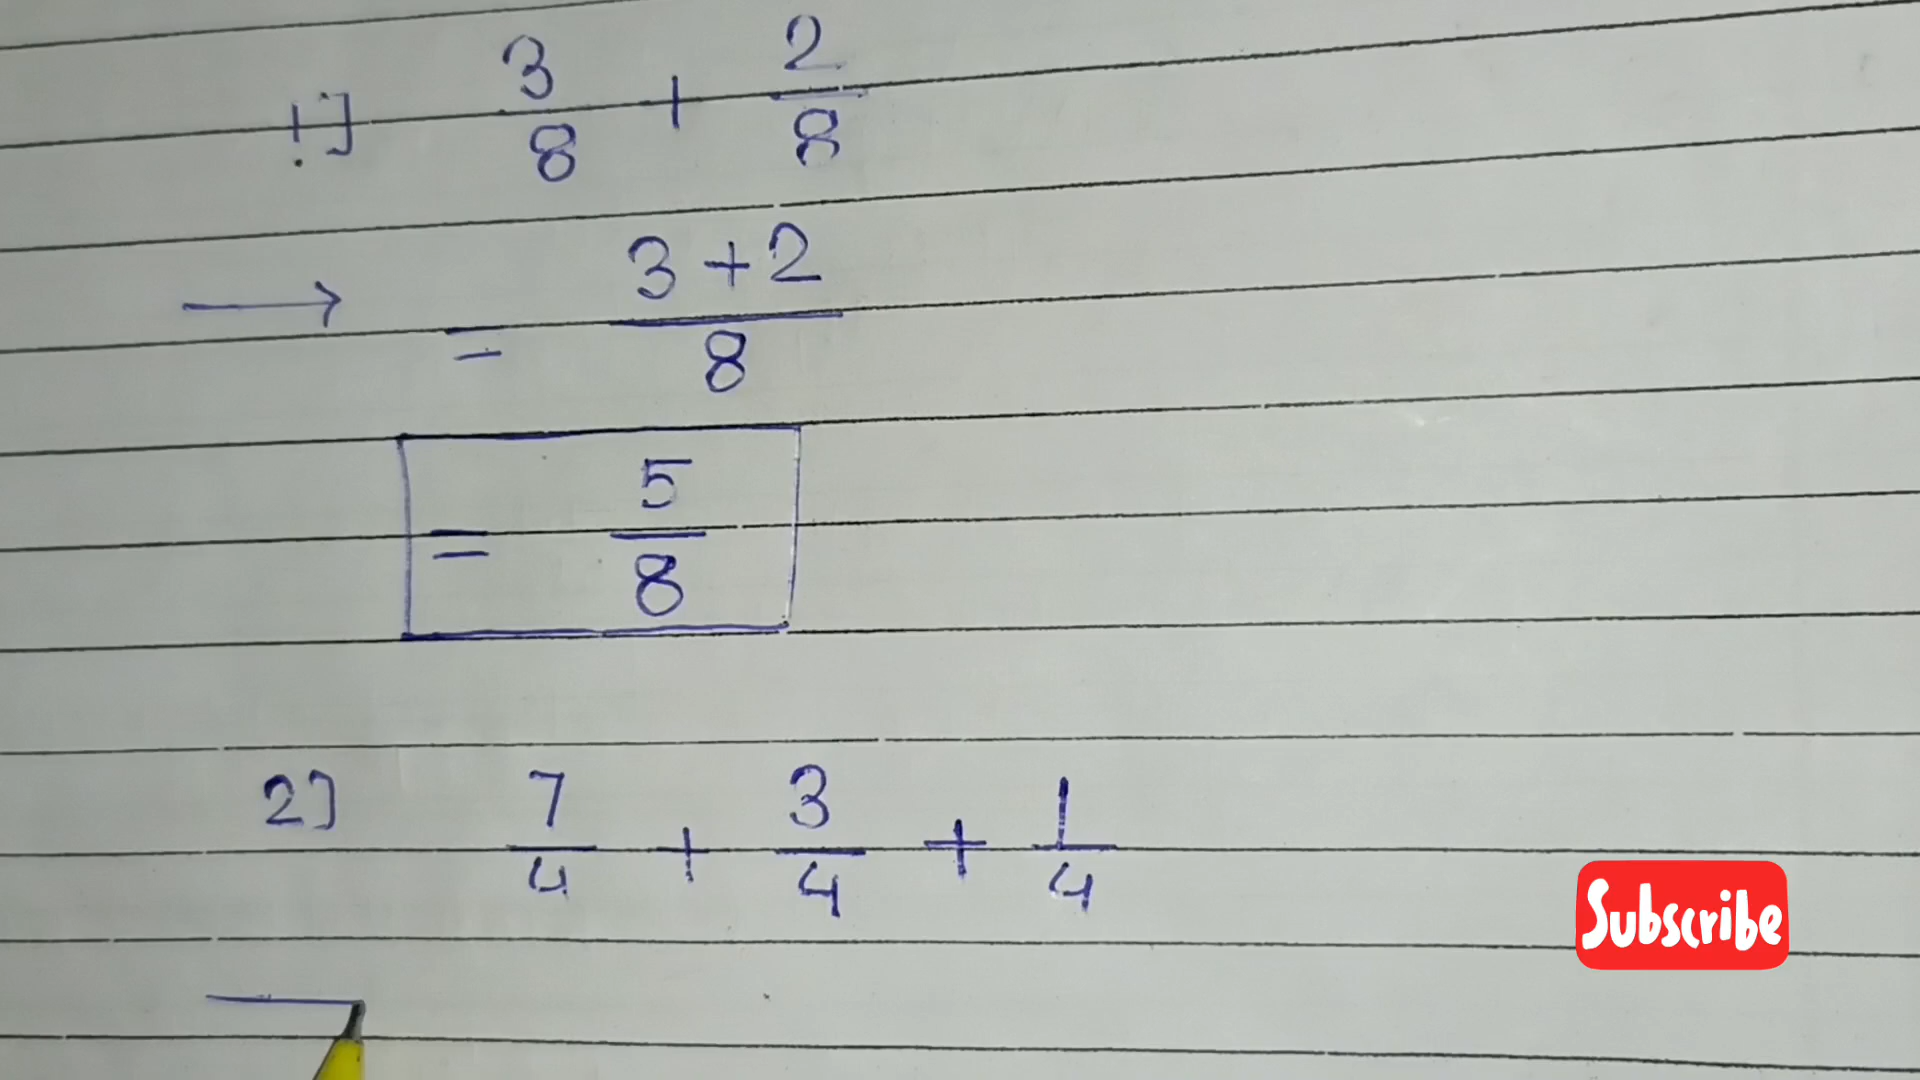 1] 3/8 + 2/8
→ = 3+2/8
= 5/8
2] 7/4 + 3/4 + 1/4
Subscribe